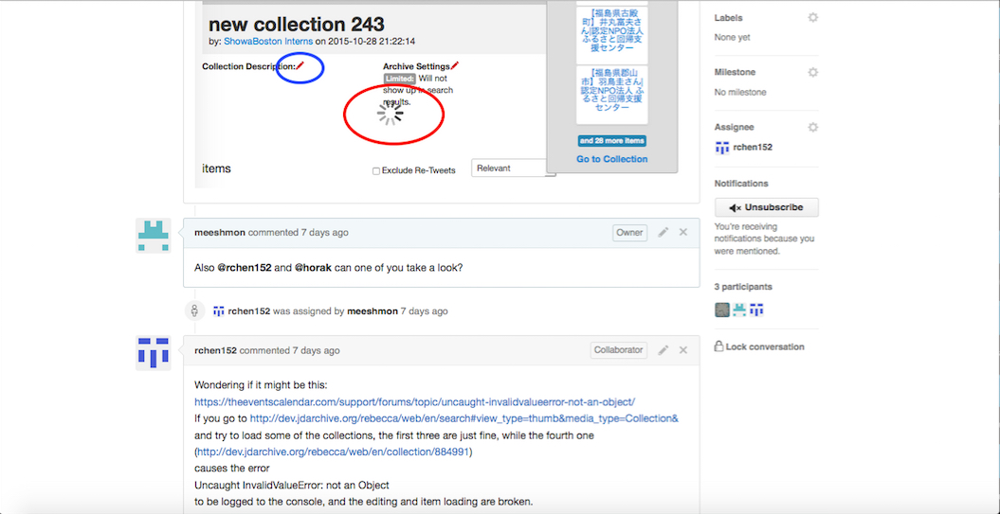 new collection 243
by: ShowaBoston Interns on 2015-10-28 21:22:14
Collection Description:
Archive Settings
Limited: Will not
show up in search
results.
items
Exclude Re-Tweets
Relevant
【福島県古殿
町】井丸富夫さ
ん|認定NPO法人
ふるさと回帰支
援センター
【福島県郡山
市】羽鳥圭さん|
認定NPO法人 ふ
るさと回帰支援
センター
and 28 more items
Go to Collection
meeshmon commented 7 days ago
Owner
Also @rchen152 and @horak can one of you take a look?
rchen152 was assigned by meeshmon 7 days ago
rchen152 commented 7 days ago
Collaborator
Wondering if it might be this:
https://theeventscalendar.com/support/forums/topic/uncaught-invalidvalueerror-not-an-object/
If you go to http://dev.jdarchive.org/rebecca/web/en/search#view_type=thumb&media_type=Collection&
and try to load some of the collections, the first three are just fine, while the fourth one
(http://dev.jdarchive.org/rebecca/web/en/collection/884991)
causes the error
Uncaught InvalidValueError: not an Object
to be logged to the console, and the editing and item loading are broken.
Labels
None yet
Milestone
No milestone
Assignee
rchen152
Notifications
Unsubscribe
You're receiving
notifications because you
were mentioned.
3 participants
Lock conversation